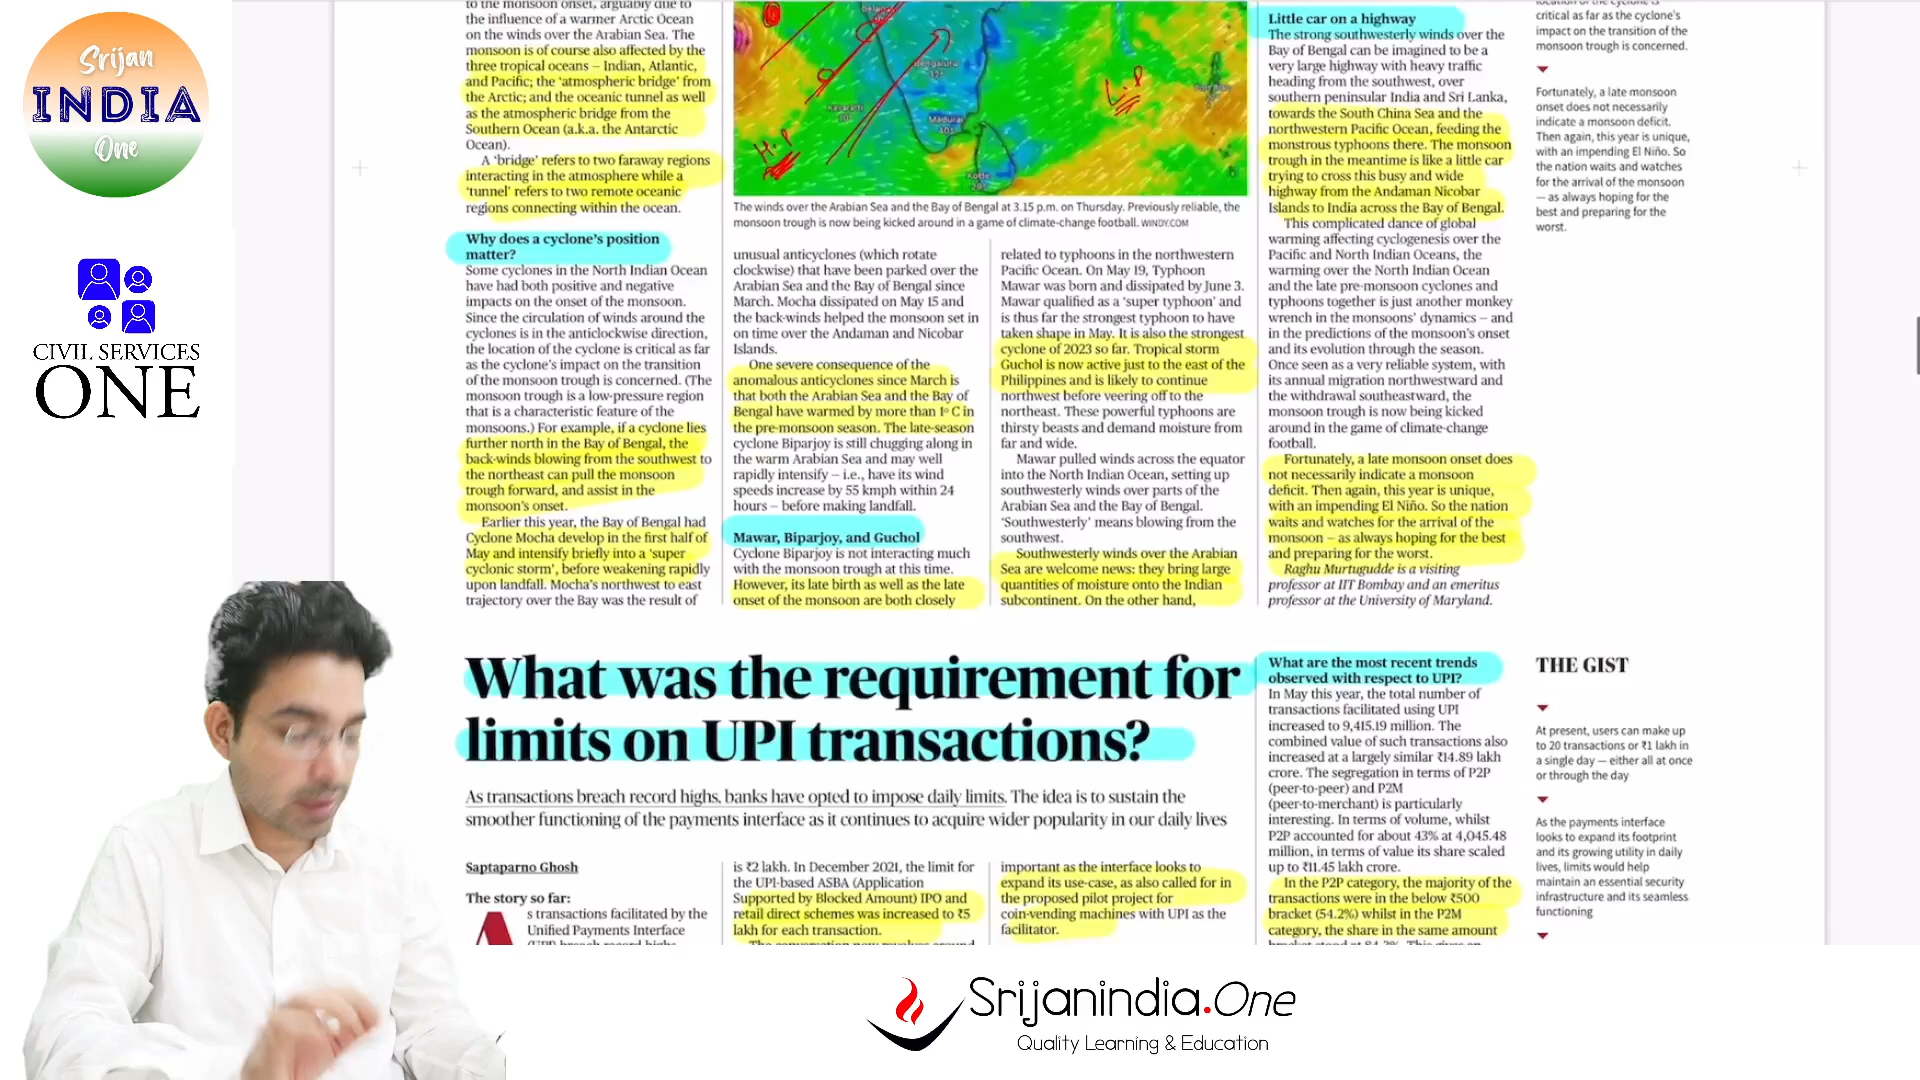 Srijan
INDIA
One
CIVIL SERVICES
ONE
to the monsoon onset, arguably due to
the influence of a warmer Arctic Ocean
on the winds over the Arabian Sea. The
monsoon is of course also affected by the
three tropical oceans – Indian, Atlantic,
and Pacific; the 'atmospheric bridge' from
the Arctic; and the oceanic tunnel as well
as the atmospheric bridge from the
Southern Ocean (a.k.a. the Antarctic
Ocean).
A 'bridge' refers to two faraway regions
interacting in the atmosphere while a
'tunnel' refers to two remote oceanic
regions connecting within the ocean.
Why does a cyclone's position
matter?
Some cyclones in the North Indian Ocean
have had both positive and negative
impacts on the onset of the monsoon.
Since the circulation of winds around the
cyclones is in the anticlockwise direction,
the location of the cyclone is critical as far
as the cyclone's impact on the transition
of the monsoon trough is concerned. (The
monsoon trough is a low-pressure region
that is a characteristic feature of the
monsoons.) For example, if a cyclone lies
further north in the Bay of Bengal, the
back-winds blowing from the southwest to
the northeast can pull the monsoon
trough forward, and assist in the
monsoon's onset.
Earlier this year, the Bay of Bengal had
Cyclone Mocha develop in the first half of
May and intensify briefly into a 'super
cyclonic storm', before weakening rapidly
upon landfall. Mocha's northwest to east
trajectory over the Bay was the result of
Bengaluru
Madurai
Kotte
H.P
L.P
The winds over the Arabian Sea and the Bay of Bengal at 3.15 p.m. on Thursday. Previously reliable, the
monsoon trough is now being kicked around in a game of climate-change football. WINDY.COM
unusual anticyclones (which rotate
clockwise) that have been parked over the
Arabian Sea and the Bay of Bengal since
March. Mocha dissipated on May 15 and
the back-winds helped the monsoon set in
on time over the Andaman and Nicobar
Islands.
One severe consequence of the
anomalous anticyclones since March is
that both the Arabian Sea and the Bay of
Bengal have warmed by more than 1º C in
the pre-monsoon season. The late-season
cyclone Biparjoy is still chugging along in
the warm Arabian Sea and may well
rapidly intensify – i.e., have its wind
speeds increase by 55 kmph within 24
hours – before making landfall.
Mawar, Biparjoy, and Guchol
Cyclone Biparjoy is not interacting much
with the monsoon trough at this time.
However, its late birth as well as the late
onset of the monsoon are both closely
related to typhoons in the northwestern
Pacific Ocean. On May 19, Typhoon
Mawar was born and dissipated by June 3.
Mawar qualified as a 'super typhoon' and
is thus far the strongest typhoon to have
taken shape in May. It is also the strongest
cyclone of 2023 so far. Tropical storm
Guchol is now active just to the east of the
Philippines and is likely to continue
northwest before veering off to the
northeast. These powerful typhoons are
thirsty beasts and demand moisture from
far and wide.
Mawar pulled winds across the equator
into the North Indian Ocean, setting up
southwesterly winds over parts of the
Arabian Sea and the Bay of Bengal.
'Southwesterly' means blowing from the
southwest.
Southwesterly winds over the Arabian
Sea are welcome news: they bring large
quantities of moisture onto the Indian
subcontinent. On the other hand,
Little car on a highway
The strong southwesterly winds over the
Bay of Bengal can be imagined to be a
very large highway with heavy traffic
heading from the southwest, over
southern peninsular India and Sri Lanka,
towards the South China Sea and the
northwestern Pacific Ocean, feeding the
monstrous typhoons there. The monsoon
trough in the meantime is like a little car
trying to cross this busy and wide
highway from the Andaman Nicobar
Islands to India across the Bay of Bengal.
This complicated dance of global
warming affecting cyclogenesis over the
Pacific and North Indian Oceans, the
warming over the North Indian Ocean
and the late pre-monsoon cyclones and
typhoons together is just another monkey
wrench in the monsoons' dynamics – and
in the predictions of the monsoon's onset
and its evolution through the season.
Once seen as a very reliable system, with
its annual migration northwestward and
the withdrawal southeastward, the
monsoon trough is now being kicked
around in the game of climate-change
football.
Fortunately, a late monsoon onset does
not necessarily indicate a monsoon
deficit. Then again, this year is unique,
with an impending El Niño. So the nation
waits and watches for the arrival of the
monsoon – as always hoping for the best
and preparing for the worst.
Raghu Murtugudde is a visiting
professor at IIT Bombay and an emeritus
professor at the University of Maryland.
location of the cyclone is
critical as far as the cyclone's
impact on the transition of the
monsoon trough is concerned.
Fortunately, a late monsoon
onset does not necessarily
indicate a monsoon deficit.
Then again, this year is unique,
with an impending El Niño. So
the nation waits and watches
for the arrival of the monsoon
— as always hoping for the
best and preparing for the
worst.
What was the requirement for
limits on UPI transactions?
As transactions breach record highs, banks have opted to impose daily limits. The idea is to sustain the
smoother functioning of the payments interface as it continues to acquire wider popularity in our daily lives
Saptaparno Ghosh
The story so far:
As transactions facilitated by the
Unified Payments Interface
(UPI) breach record highs,
is ₹2 lakh. In December 2021, the limit for
the UPI-based ASBA (Application
Supported by Blocked Amount) IPO and
retail direct schemes was increased to ₹5
lakh for each transaction.
The conversation now revolves around
important as the interface looks to
expand its use-case, as also called for in
the proposed pilot project for
coin-vending machines with UPI as the
facilitator.
What are the most recent trends
observed with respect to UPI?
In May this year, the total number of
transactions facilitated using UPI
increased to 9,415.19 million. The
combined value of such transactions also
increased at a largely similar ₹14.89 lakh
crore. The segregation in terms of P2P
(peer-to-peer) and P2M
(peer-to-merchant) is particularly
interesting. In terms of volume, whilst
P2P accounted for about 43% at 4,045.48
million, in terms of value its share scaled
up to ₹11.45 lakh crore.
In the P2P category, the majority of the
transactions were in the below ₹500
bracket (54.2%) whilst in the P2M
category, the share in the same amount
THE GIST
At present, users can make up
to 20 transactions or ₹1 lakh in
a single day — either all at once
or through the day
As the payments interface
looks to expand its footprint
and its growing utility in daily
lives, limits would help
maintain an essential security
infrastructure and its seamless
functioning
Srijanindia.One
Quality Learning & Education